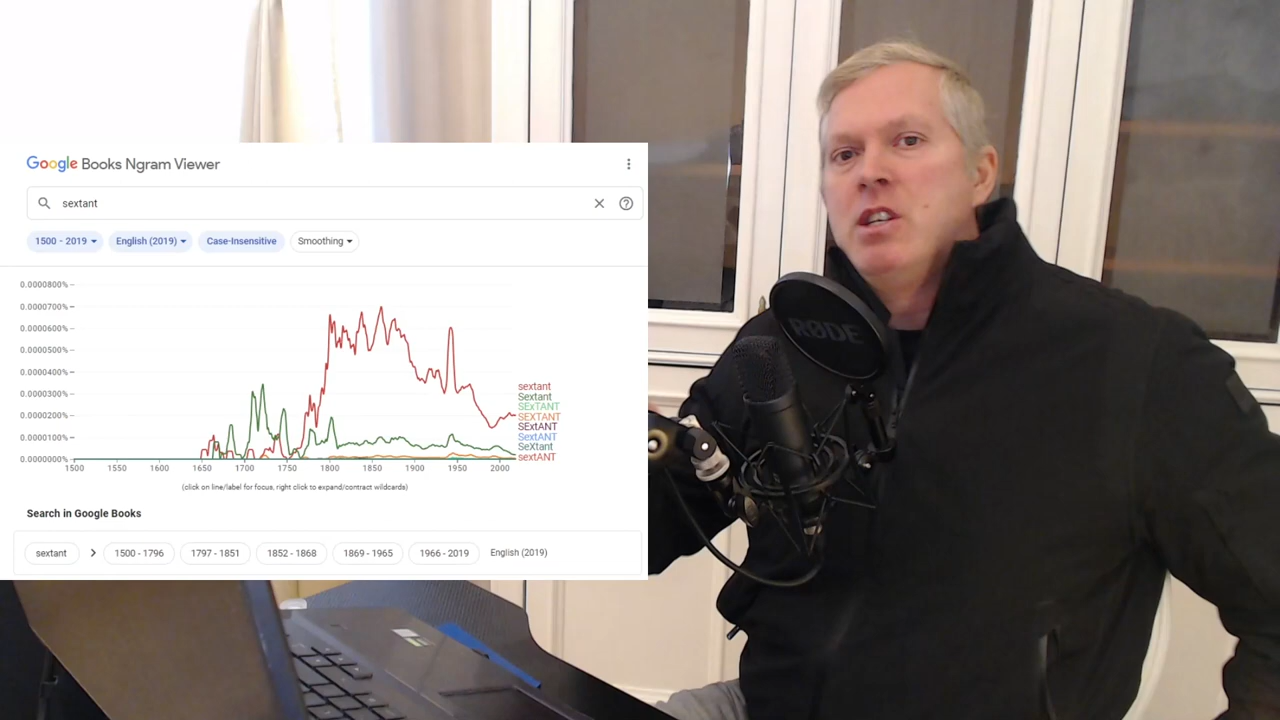 Google Books Ngram Viewer
sextant
1500 - 2019 English (2019) Case-Insensitive Smoothing
0.0000800%
0.0000700%
0.0000600%
0.0000500%
0.0000400%
0.0000300%
0.0000200%
0.0000100%
0.0000000%
sextant
Sextant
SExTANT
SEXTANT
SExtANT
SextANT
SeXtant
sextANT
1500 1550 1600 1650 1700 1750 1800 1850 1900 1950 2000
(click on line/label for focus, right click to expand/contract wildcards)
Search in Google Books
sextant 1500 - 1796 1797 - 1851 1852 - 1868 1869 - 1965 1966 - 2019 English (2019)
RØDE